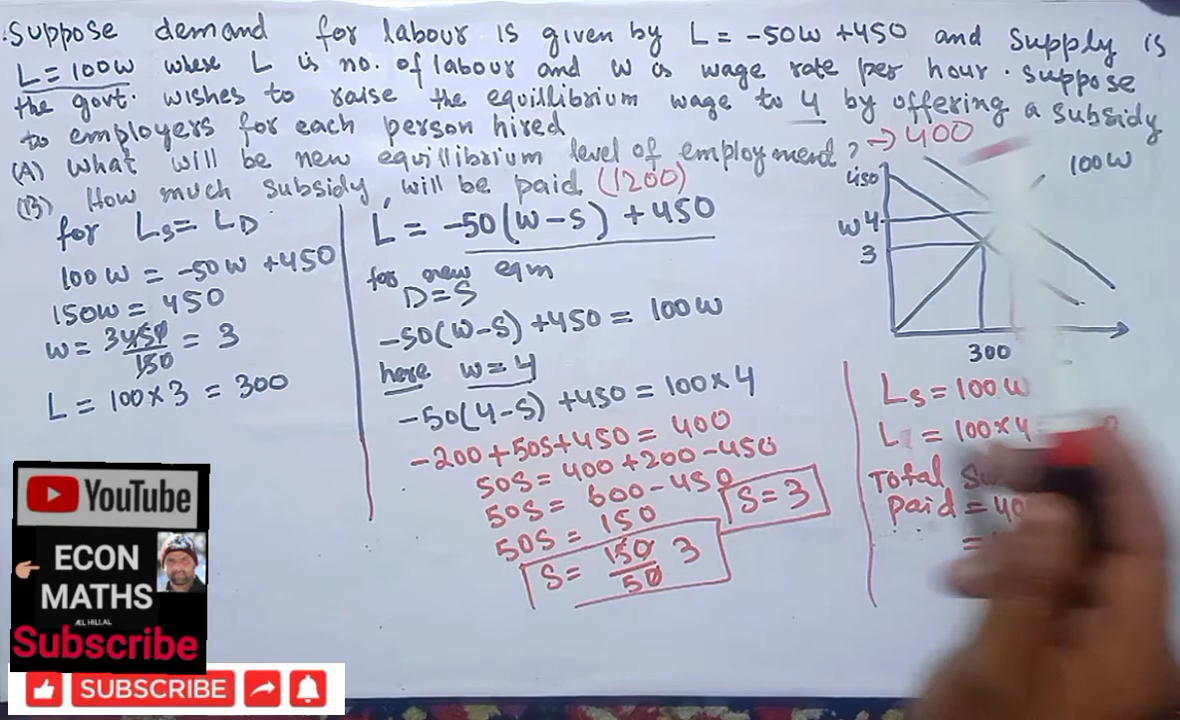 Suppose demand for labour is given by L = -50w +450 and Supply is
L = 100w where L is no. of labour and w is wage rate per hour. Suppose
the govt. wishes to raise the equillibrium wage to 4 by offering a subsidy
to employers for each person hired
(A) What will be new equillibrium level of employment? → 400
(B) How much subsidy will be paid. (1200)
for LS = LD
100W = -50W +450
150W = 450
W = 3 450/150 = 3
L = 100×3 = 300
L' = -50(W-S) +450
for new eqm
D=S
-50(W-S) +450 = 100W
here W=4
-50(4-S) +450 = 100×4
-200+50S+450 = 400
50S = 400+200-450
50S = 600-450
50S = 150
S = 150/50 3
S=3
100W
450
W 4
3
300
LS = 100W
L = 100×4
Total
Paid =
=
YouTube
ECON
MATHS
ÆL HILLAL
Subscribe
SUBSCRIBE